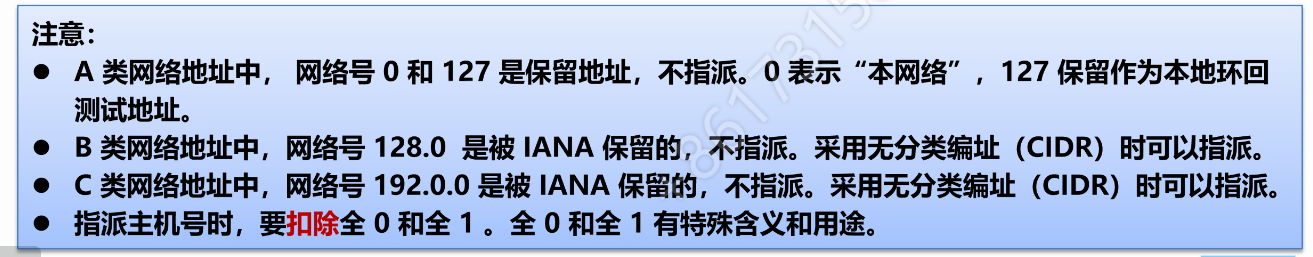 注意：
● A 类网络地址中， 网络号 0 和 127 是保留地址，不指派。0 表示“本网络”，127 保留作为本地环回
测试地址。
● B 类网络地址中，网络号 128.0 是被 IANA 保留的，不指派。采用无分类编址（CIDR）时可以指派。
● C 类网络地址中，网络号 192.0.0 是被 IANA 保留的，不指派。采用无分类编址（CIDR）时可以指派。
● 指派主机号时，要扣除全 0 和全 1 。全 0 和全 1 有特殊含义和用途。